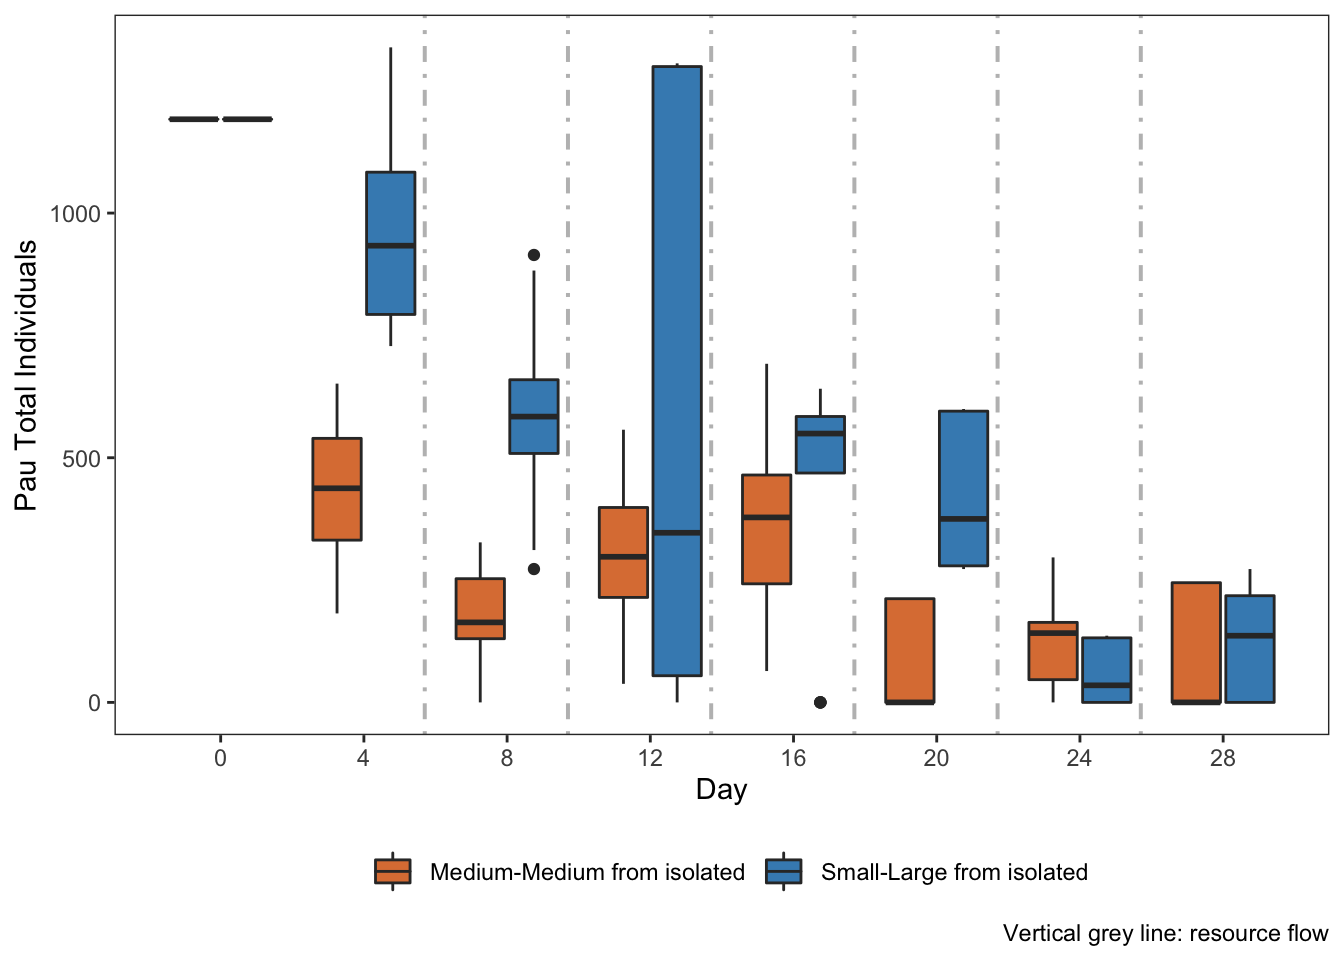 Pau Total Individuals
1000
500
0
0 4 8 12 16 20 24 28
Day
Medium-Medium from isolated Small-Large from isolated
Vertical grey line: resource flow